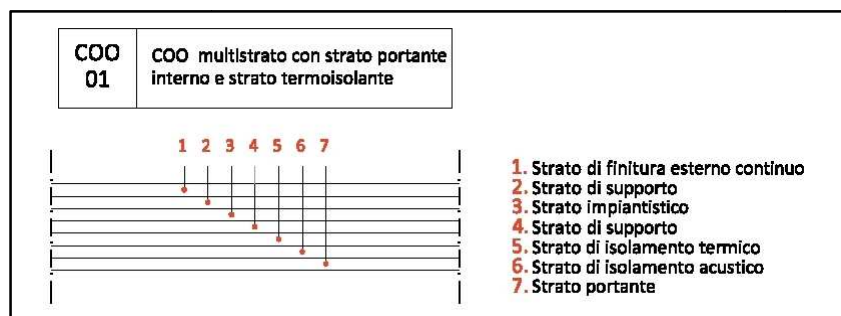 COO
01
COO multistrato con strato portante
interno e strato termoisolante
1 2 3 4 5 6 7
1. Strato di finitura esterno continuo
2. Strato di supporto
3. Strato impiantistico
4. Strato di supporto
5. Strato di isolamento termico
6. Strato di isolamento acustico
7. Strato portante